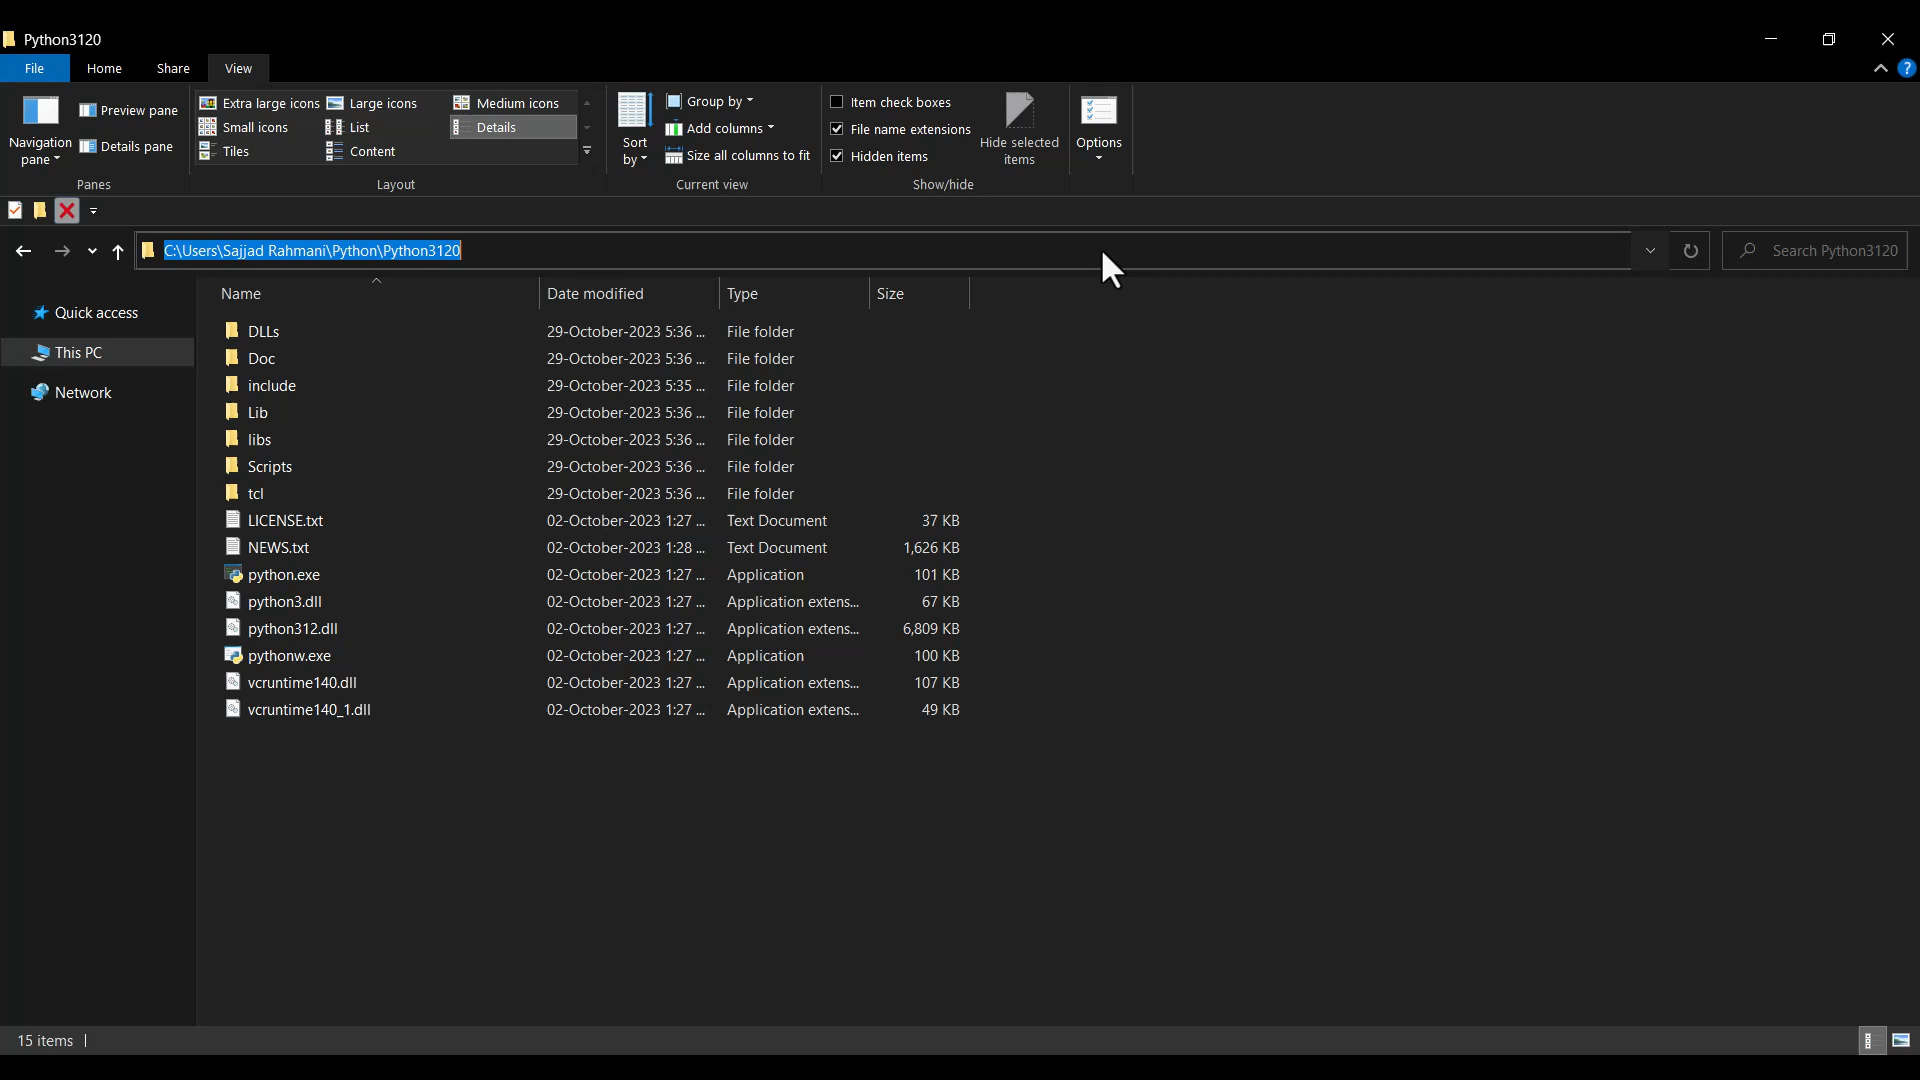 Python3120
File Home Share View
?
Navigation pane
Preview pane
Details pane
Panes
Extra large icons Large icons Medium icons
Small icons List Details
Tiles Content
Layout
Sort by
Group by
Add columns
Size all columns to fit
Current view
Item check boxes
File name extensions
Hidden items
Hide selected items
Show/hide
Options
C:\Users\Sajjad Rahmani\Python\Python3120
Search Python3120
Quick access
This PC
Network
Name Date modified Type Size
DLLs 29-October-2023 5:36 ... File folder
Doc 29-October-2023 5:36 ... File folder
include 29-October-2023 5:35 ... File folder
Lib 29-October-2023 5:36 ... File folder
libs 29-October-2023 5:36 ... File folder
Scripts 29-October-2023 5:36 ... File folder
tcl 29-October-2023 5:36 ... File folder
LICENSE.txt 02-October-2023 1:27 ... Text Document 37 KB
NEWS.txt 02-October-2023 1:28 ... Text Document 1,626 KB
python.exe 02-October-2023 1:27 ... Application 101 KB
python3.dll 02-October-2023 1:27 ... Application extens... 67 KB
python312.dll 02-October-2023 1:27 ... Application extens... 6,809 KB
pythonw.exe 02-October-2023 1:27 ... Application 100 KB
vcruntime140.dll 02-October-2023 1:27 ... Application extens... 107 KB
vcruntime140_1.dll 02-October-2023 1:27 ... Application extens... 49 KB
15 items